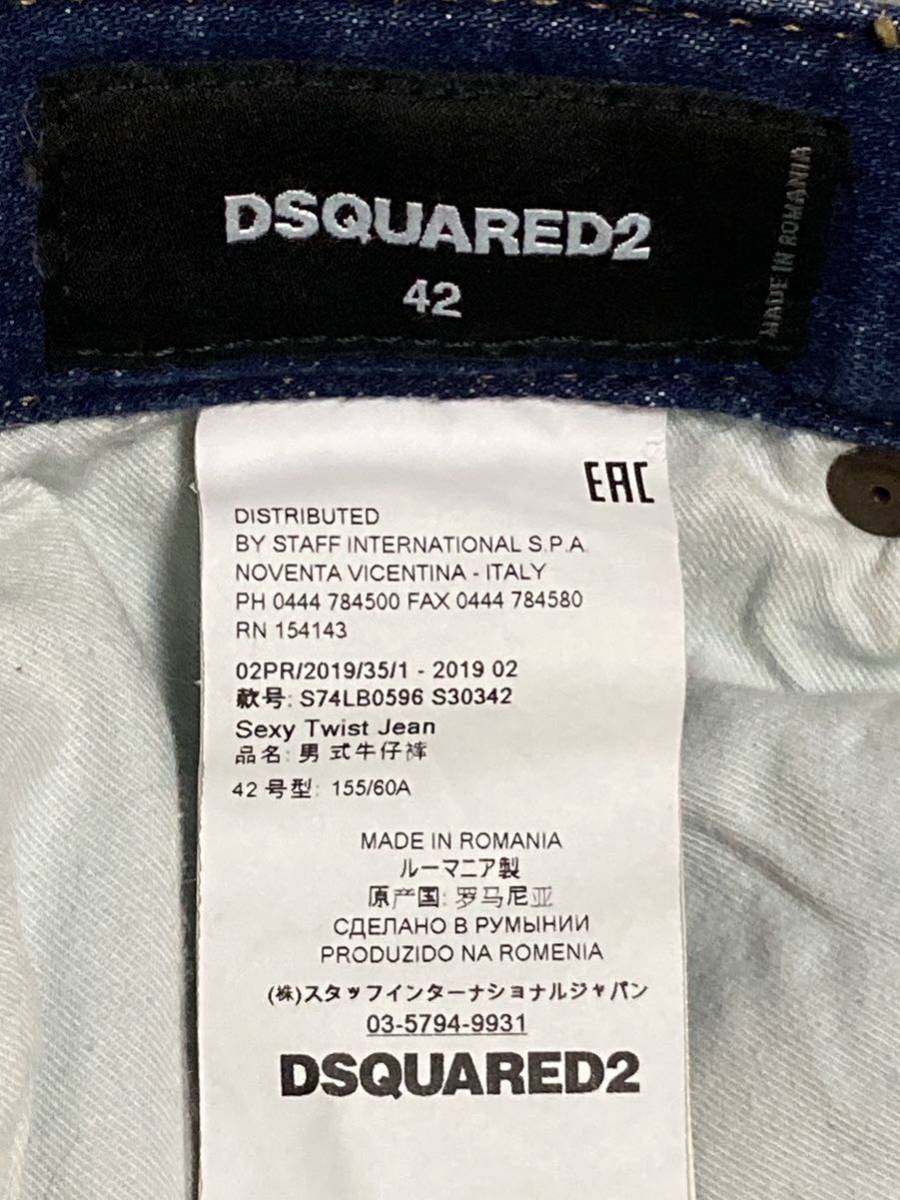 DSQUARED2
42
MADE IN ROMANIA
EAC
DISTRIBUTED
BY STAFF INTERNATIONAL S.P.A.
NOVENTA VICENTINA - ITALY
PH 0444 784500 FAX 0444 784580
RN 154143
02PR/2019/35/1 - 2019 02
款号: S74LB0596 S30342
Sexy Twist Jean
品名: 男式牛仔裤
42 号型: 155/60A
MADE IN ROMANIA
ルーマニア製
原产国: 罗马尼亚
СДЕЛАНО В РУМЫНИИ
PRODUZIDO NA ROMENIA
(株)スタッフインターナショナルジャパン
03-5794-9931
DSQUARED2